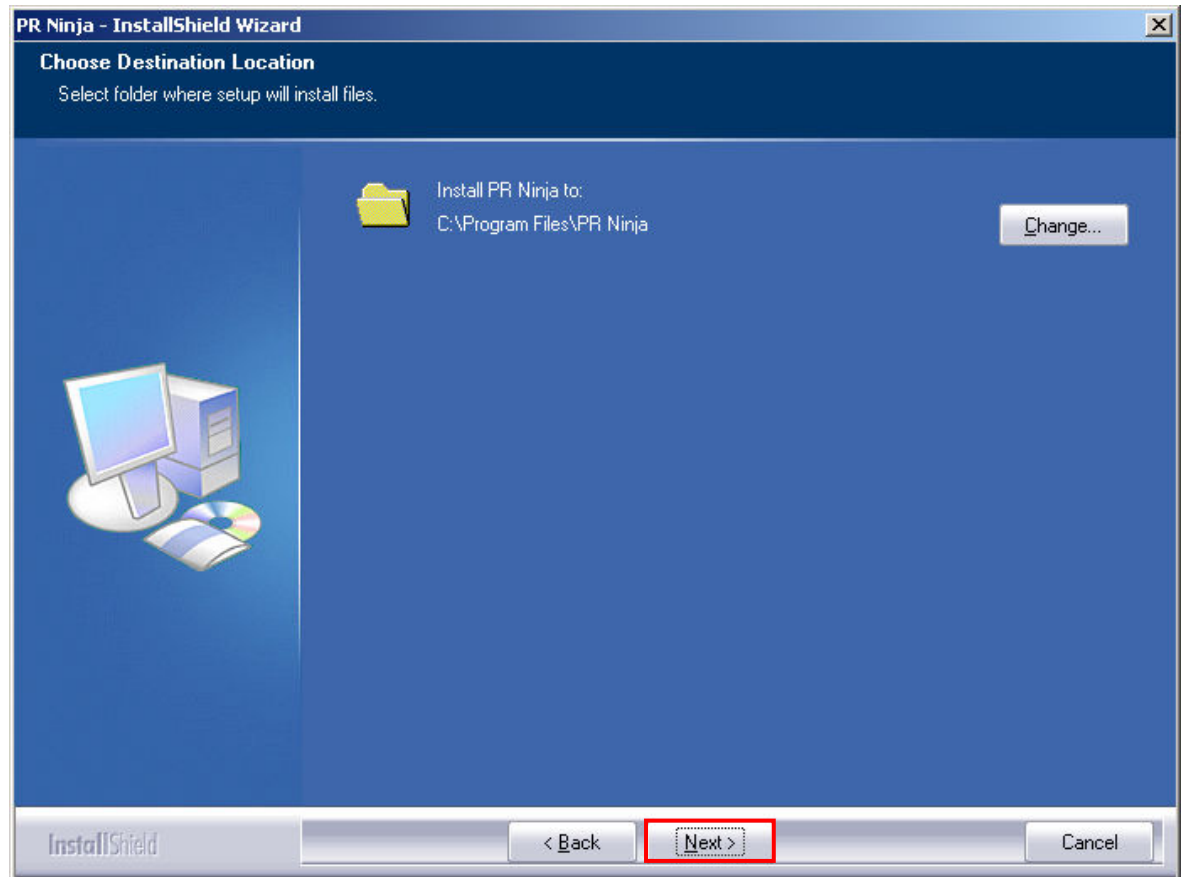 PR Ninja - InstallShield Wizard
Choose Destination Location
Select folder where setup will install files.
Install PR Ninja to:
C:\Program Files\PR Ninja
Change...
InstallShield
< Back
Next >
Cancel